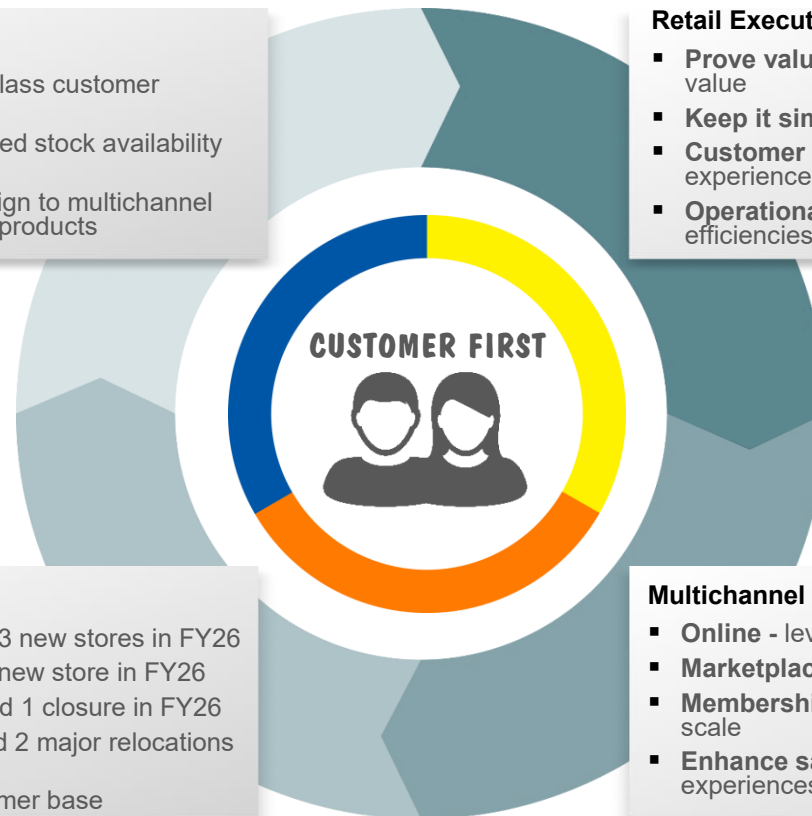 lass customer
ed stock availability
ign to multichannel
products
Retail Execut
▪ Prove valu
value
▪ Keep it sim
▪ Customer
experience
▪ Operationa
efficiencies
CUSTOMER FIRST
3 new stores in FY26
new store in FY26
d 1 closure in FY26
d 2 major relocations
mer base
Multichannel
▪ Online - lev
▪ Marketplac
▪ Membershi
scale
▪ Enhance sa
experiences